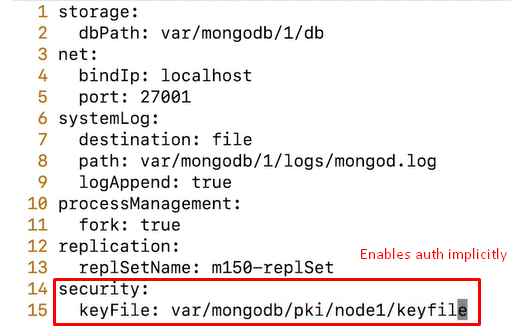 1 storage:
2   dbPath: var/mongodb/1/db
3 net:
4   bindIp: localhost
5   port: 27001
6 systemLog:
7   destination: file
8   path: var/mongodb/1/logs/mongod.log
9   logAppend: true
10 processManagement:
11   fork: true
12 replication:
Enables auth implicitly
13   replSetName: m150-replSet
14 security:
15   keyFile: var/mongodb/pki/node1/keyfile